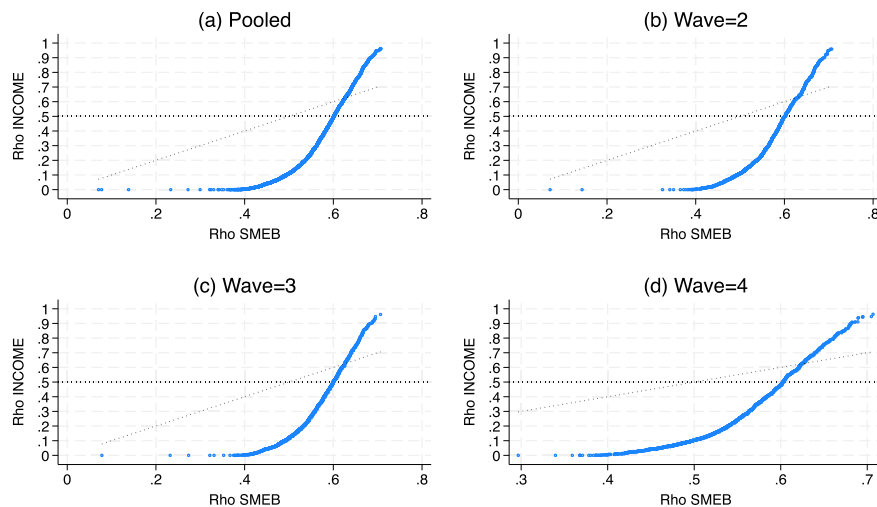 (a) Pooled
Rho INCOME
1
.9
.8
.7
.6
.5
.4
.3
.2
.1
0
0 .2 .4 .6 .8
Rho SMEB
(b) Wave=2
Rho INCOME
1
.9
.8
.7
.6
.5
.4
.3
.2
.1
0
0 .2 .4 .6 .8
Rho SMEB
(c) Wave=3
Rho INCOME
1
.9
.8
.7
.6
.5
.4
.3
.2
.1
0
0 .2 .4 .6 .8
Rho SMEB
(d) Wave=4
Rho INCOME
1
.9
.8
.7
.6
.5
.4
.3
.2
.1
0
.3 .4 .5 .6 .7
Rho SMEB